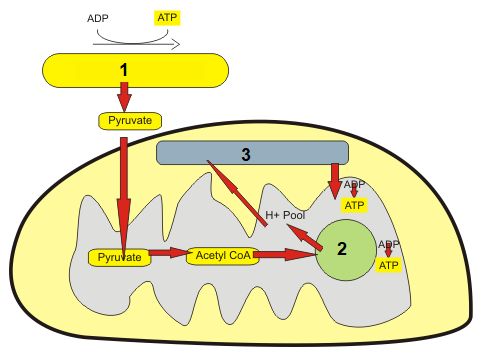 ADP
ATP
1
Pyruvate
3
ADP
ATP
H+ Pool
2
ADP
ATP
Pyruvate
Acetyl CoA